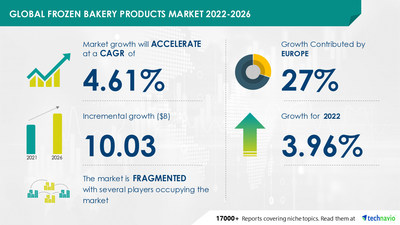 GLOBAL FROZEN BAKERY PRODUCTS MARKET 2022-2026
Market growth will ACCELERATE
at a CAGR of
4.61%
Growth Contributed by
EUROPE
27%
Incremental growth ($B)
10.03
2021
2026
Growth for 2022
3.96%
The market is FRAGMENTED
with several players occupying the
market
17000+ Reports covering niche topics. Read them at
technavio